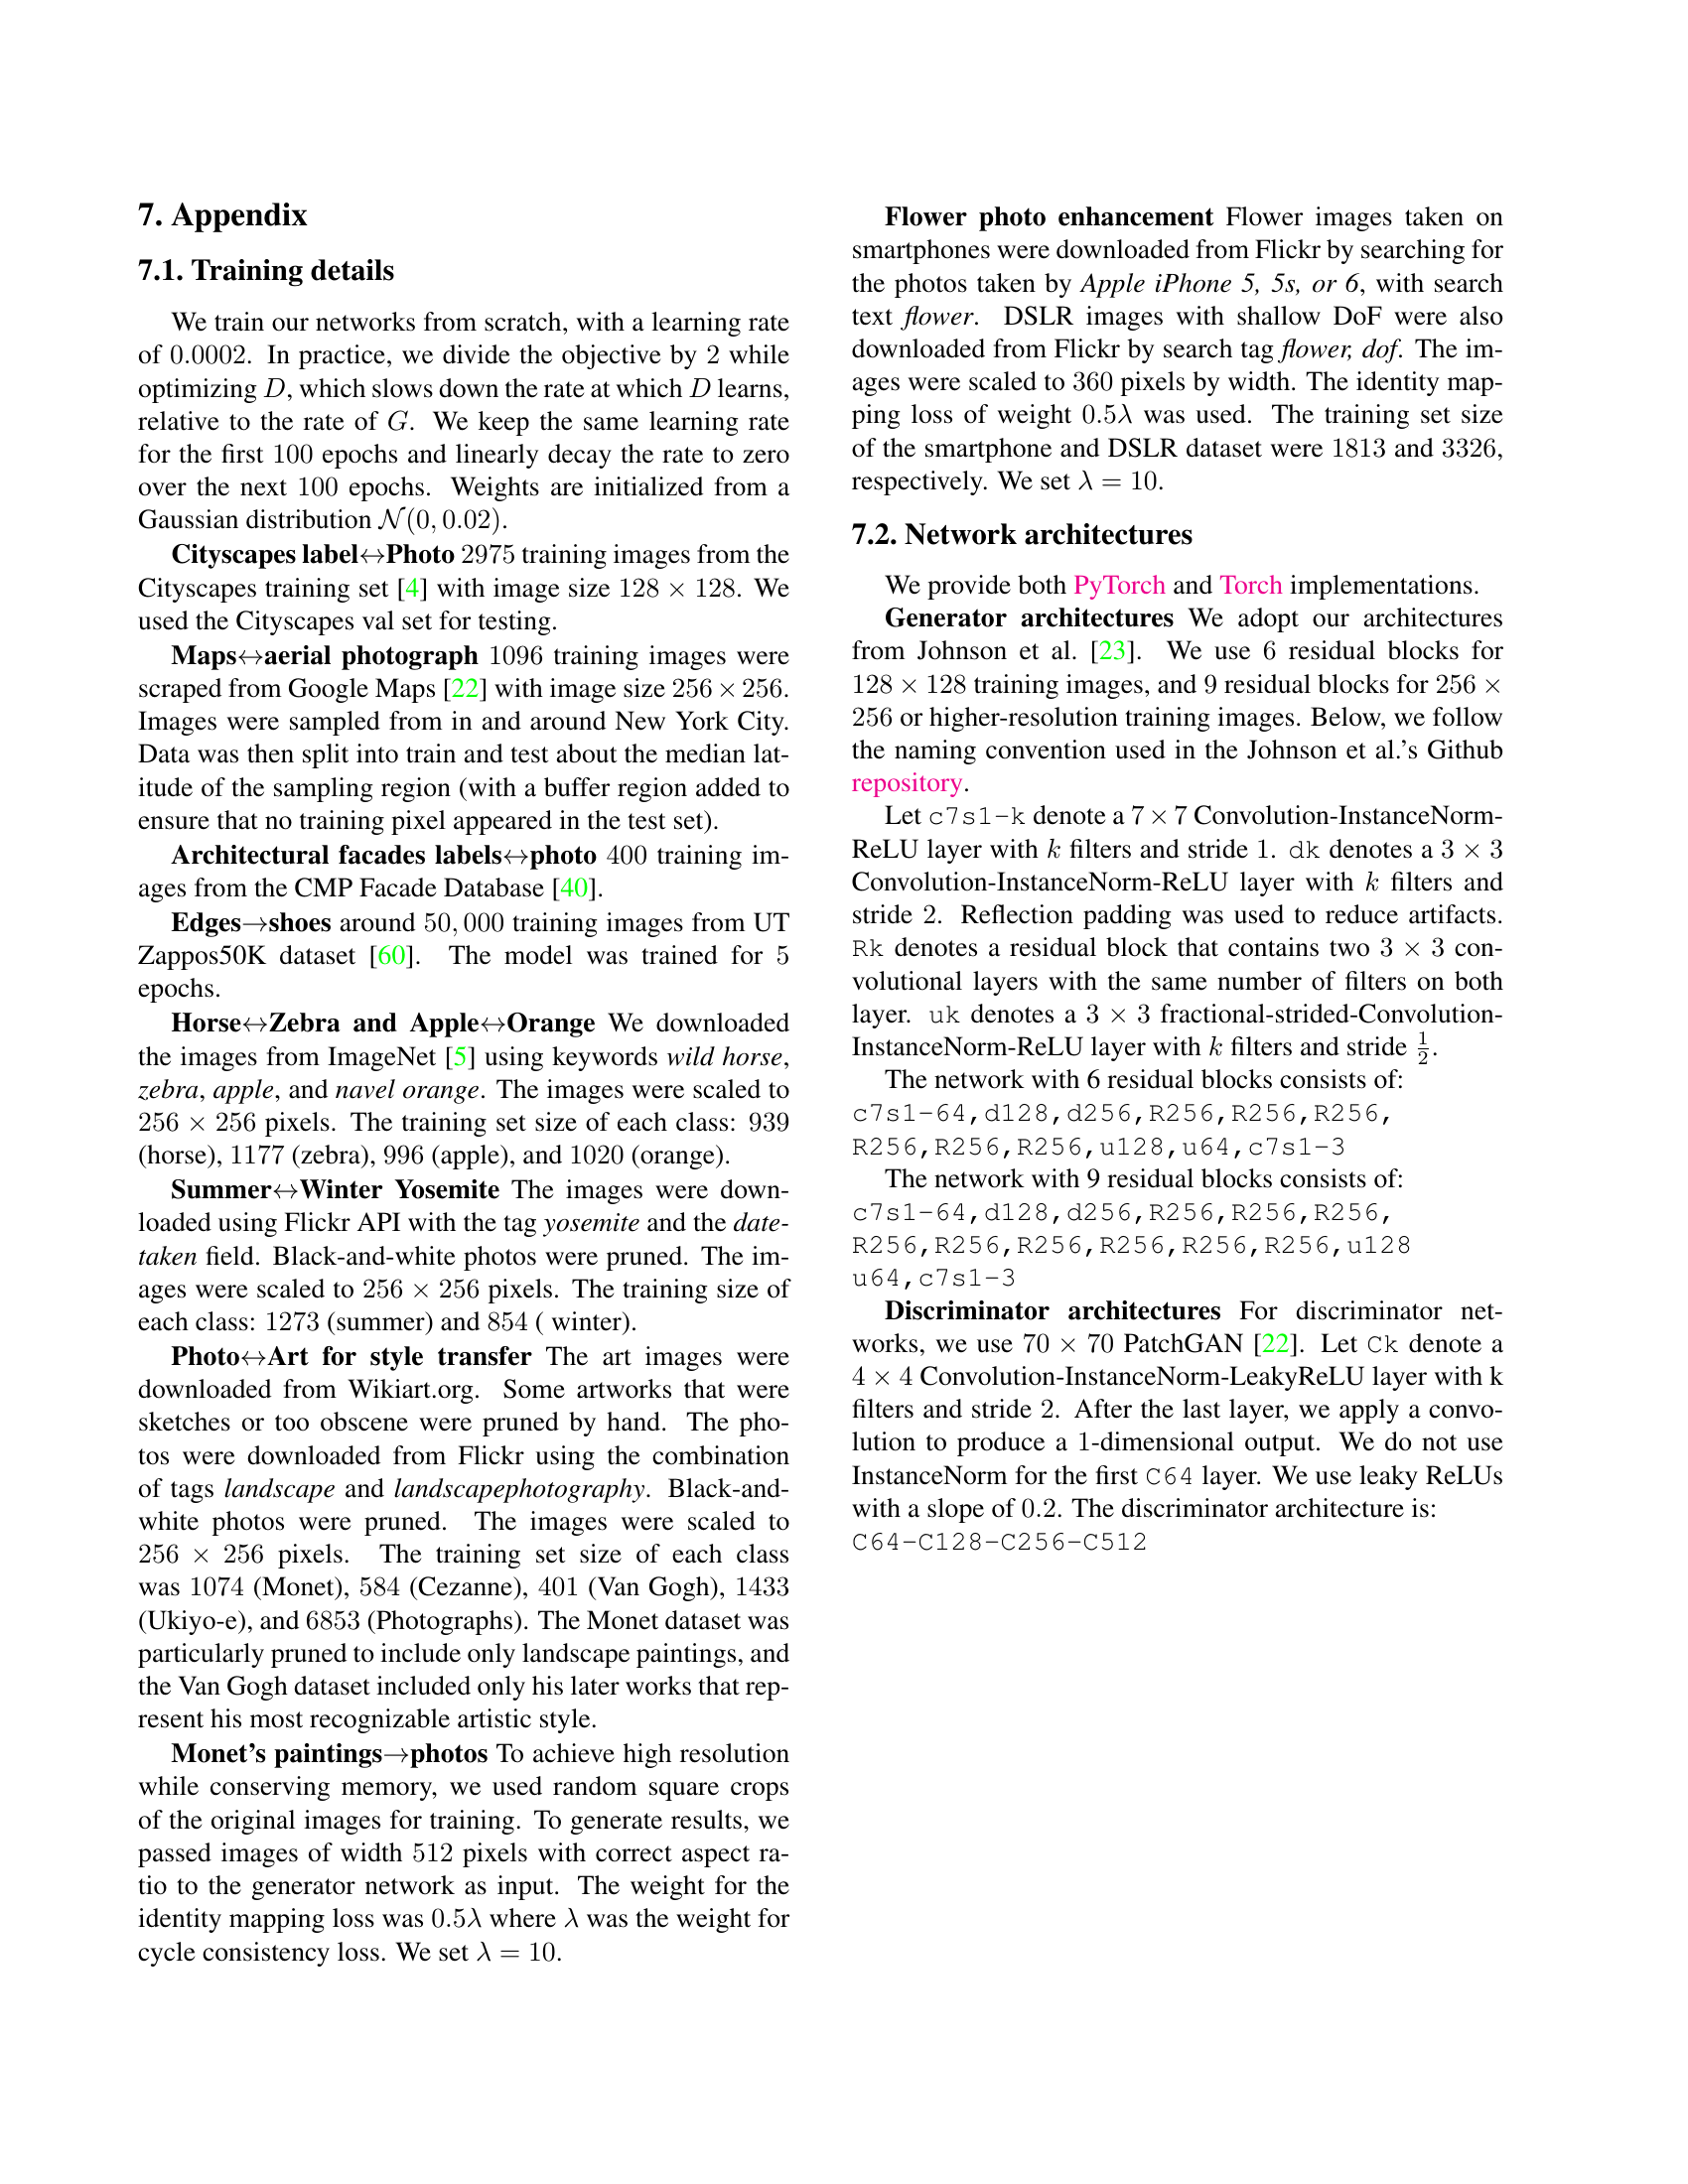 7. Appendix
7.1. Training details
We train our networks from scratch, with a learning rate
of 0.0002. In practice, we divide the objective by 2 while
optimizing D, which slows down the rate at which D learns,
relative to the rate of G. We keep the same learning rate
for the first 100 epochs and linearly decay the rate to zero
over the next 100 epochs. Weights are initialized from a
Gaussian distribution 𝒩(0, 0.02).
Cityscapes label↔Photo 2975 training images from the
Cityscapes training set [4] with image size 128 × 128. We
used the Cityscapes val set for testing.
Maps↔aerial photograph 1096 training images were
scraped from Google Maps [22] with image size 256 × 256.
Images were sampled from in and around New York City.
Data was then split into train and test about the median lat-
itude of the sampling region (with a buffer region added to
ensure that no training pixel appeared in the test set).
Architectural facades labels↔photo 400 training im-
ages from the CMP Facade Database [40].
Edges→shoes around 50, 000 training images from UT
Zappos50K dataset [60]. The model was trained for 5
epochs.
Horse↔Zebra and Apple↔Orange We downloaded
the images from ImageNet [5] using keywords wild horse,
zebra, apple, and navel orange. The images were scaled to
256 × 256 pixels. The training set size of each class: 939
(horse), 1177 (zebra), 996 (apple), and 1020 (orange).
Summer↔Winter Yosemite The images were down-
loaded using Flickr API with the tag yosemite and the date-
taken field. Black-and-white photos were pruned. The im-
ages were scaled to 256 × 256 pixels. The training size of
each class: 1273 (summer) and 854 ( winter).
Photo↔Art for style transfer The art images were
downloaded from Wikiart.org. Some artworks that were
sketches or too obscene were pruned by hand. The pho-
tos were downloaded from Flickr using the combination
of tags landscape and landscapephotography. Black-and-
white photos were pruned. The images were scaled to
256 × 256 pixels. The training set size of each class
was 1074 (Monet), 584 (Cezanne), 401 (Van Gogh), 1433
(Ukiyo-e), and 6853 (Photographs). The Monet dataset was
particularly pruned to include only landscape paintings, and
the Van Gogh dataset included only his later works that rep-
resent his most recognizable artistic style.
Monet's paintings→photos To achieve high resolution
while conserving memory, we used random square crops
of the original images for training. To generate results, we
passed images of width 512 pixels with correct aspect ra-
tio to the generator network as input. The weight for the
identity mapping loss was 0.5λ where λ was the weight for
cycle consistency loss. We set λ = 10.
Flower photo enhancement Flower images taken on
smartphones were downloaded from Flickr by searching for
the photos taken by Apple iPhone 5, 5s, or 6, with search
text flower. DSLR images with shallow DoF were also
downloaded from Flickr by search tag flower, dof. The im-
ages were scaled to 360 pixels by width. The identity map-
ping loss of weight 0.5λ was used. The training set size
of the smartphone and DSLR dataset were 1813 and 3326,
respectively. We set λ = 10.
7.2. Network architectures
We provide both PyTorch and Torch implementations.
Generator architectures We adopt our architectures
from Johnson et al. [23]. We use 6 residual blocks for
128 × 128 training images, and 9 residual blocks for 256 ×
256 or higher-resolution training images. Below, we follow
the naming convention used in the Johnson et al.'s Github
repository.
Let c7s1-k denote a 7 × 7 Convolution-InstanceNorm-
ReLU layer with k filters and stride 1. dk denotes a 3 × 3
Convolution-InstanceNorm-ReLU layer with k filters and
stride 2. Reflection padding was used to reduce artifacts.
Rk denotes a residual block that contains two 3 × 3 con-
volutional layers with the same number of filters on both
layer. uk denotes a 3 × 3 fractional-strided-Convolution-
InstanceNorm-ReLU layer with k filters and stride 1/2.
The network with 6 residual blocks consists of:
c7s1-64,d128,d256,R256,R256,R256,
R256,R256,R256,u128,u64,c7s1-3
The network with 9 residual blocks consists of:
c7s1-64,d128,d256,R256,R256,R256,
R256,R256,R256,R256,R256,R256,u128
u64,c7s1-3
Discriminator architectures For discriminator net-
works, we use 70 × 70 PatchGAN [22]. Let Ck denote a
4 × 4 Convolution-InstanceNorm-LeakyReLU layer with k
filters and stride 2. After the last layer, we apply a convo-
lution to produce a 1-dimensional output. We do not use
InstanceNorm for the first C64 layer. We use leaky ReLUs
with a slope of 0.2. The discriminator architecture is:
C64-C128-C256-C512